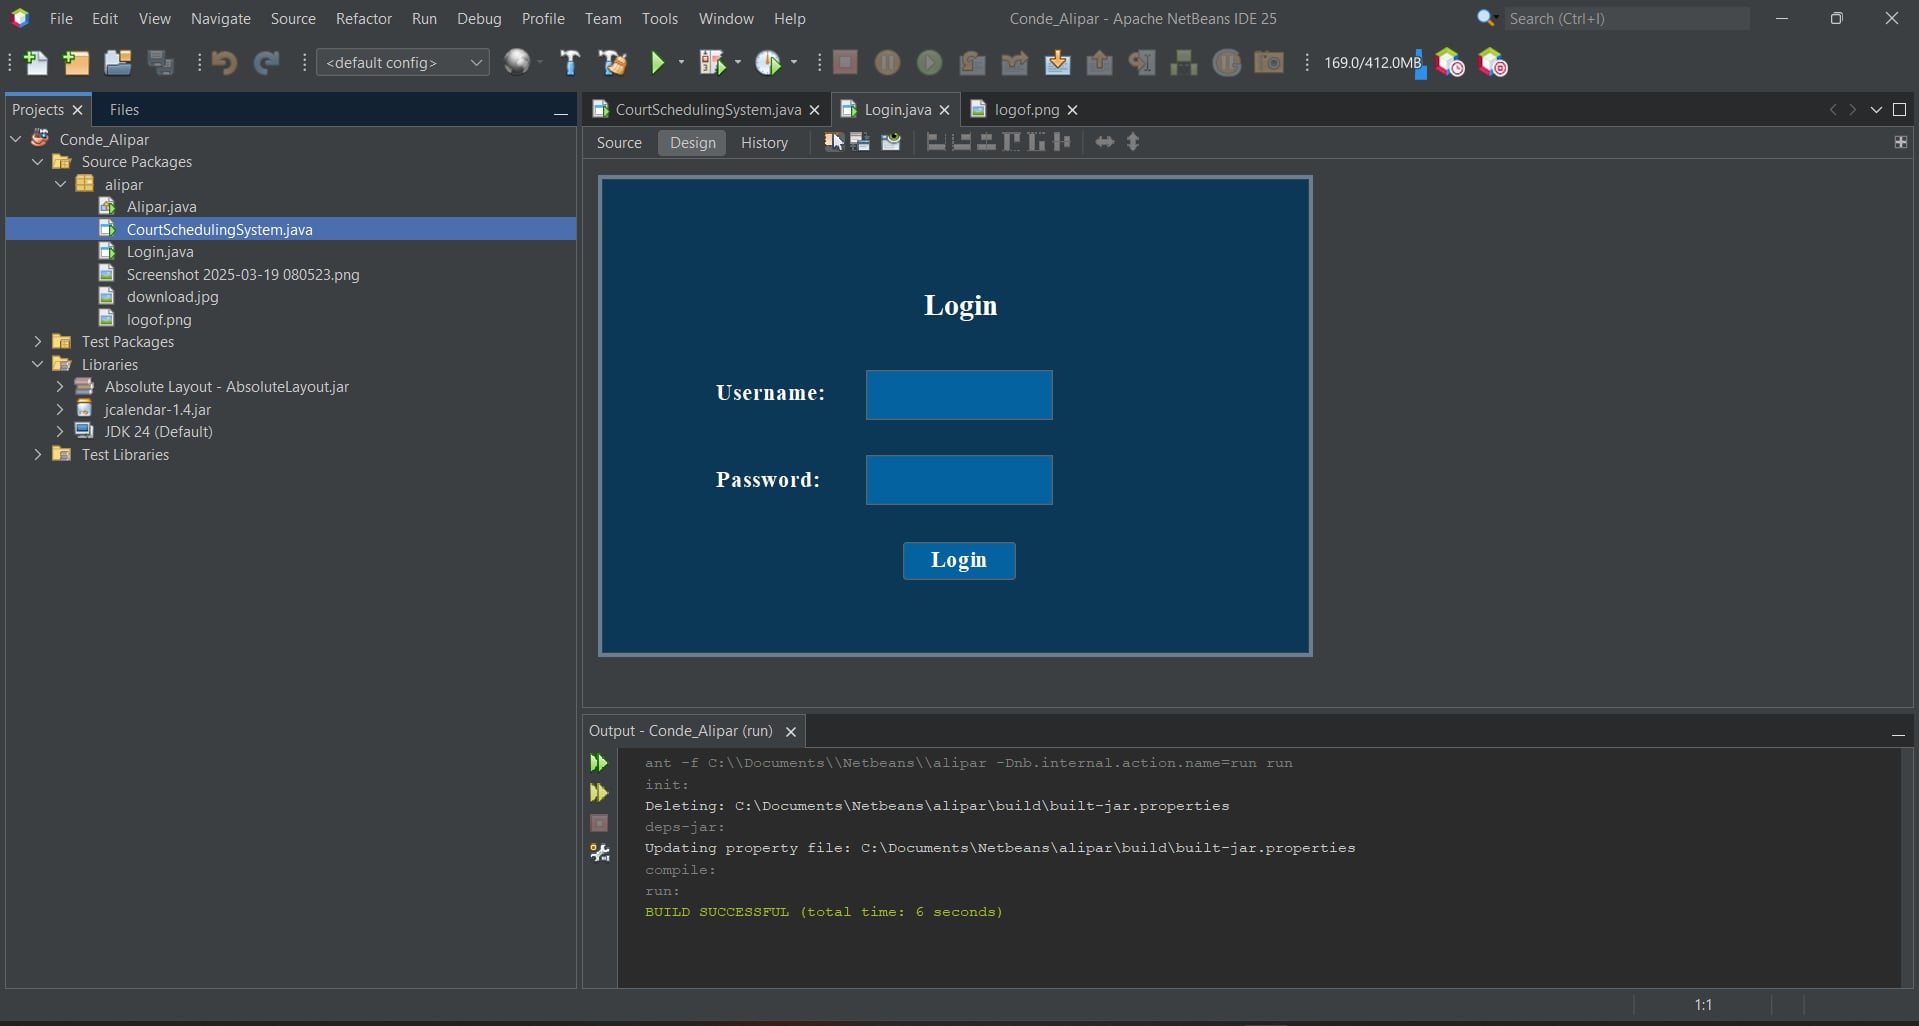 File Edit View Navigate Source Refactor Run Debug Profile Team Tools Window Help
Conde_Alipar - Apache NetBeans IDE 25
Search (Ctrl+I)
<default config>
169.0/412.0MB
Projects
Files
Conde_Alipar
Source Packages
alipar
Alipar.java
CourtSchedulingSystem.java
Login.java
Screenshot 2025-03-19 080523.png
download.jpg
logof.png
Test Packages
Libraries
Absolute Layout - AbsoluteLayout.jar
jcalendar-1.4.jar
JDK 24 (Default)
Test Libraries
CourtSchedulingSystem.java
Login.java
logof.png
Source Design History
Login
Username:
Password:
Login
Output - Conde_Alipar (run)
ant -f C:\\Documents\\Netbeans\\alipar -Dnb.internal.action.name=run run
init:
Deleting: C:\Documents\Netbeans\alipar\build\built-jar.properties
deps-jar:
Updating property file: C:\Documents\Netbeans\alipar\build\built-jar.properties
compile:
run:
BUILD SUCCESSFUL (total time: 6 seconds)
1:1